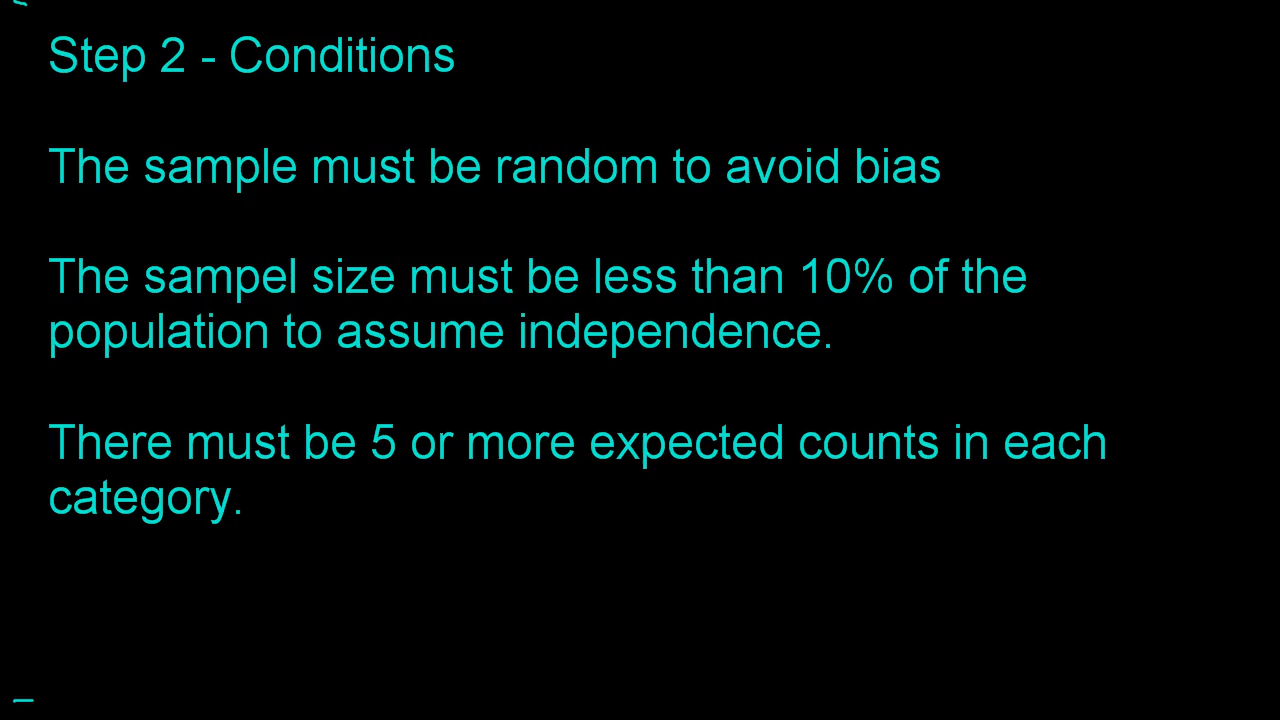 Step 2 - Conditions
The sample must be random to avoid bias
The sampel size must be less than 10% of the
population to assume independence.
There must be 5 or more expected counts in each
category.